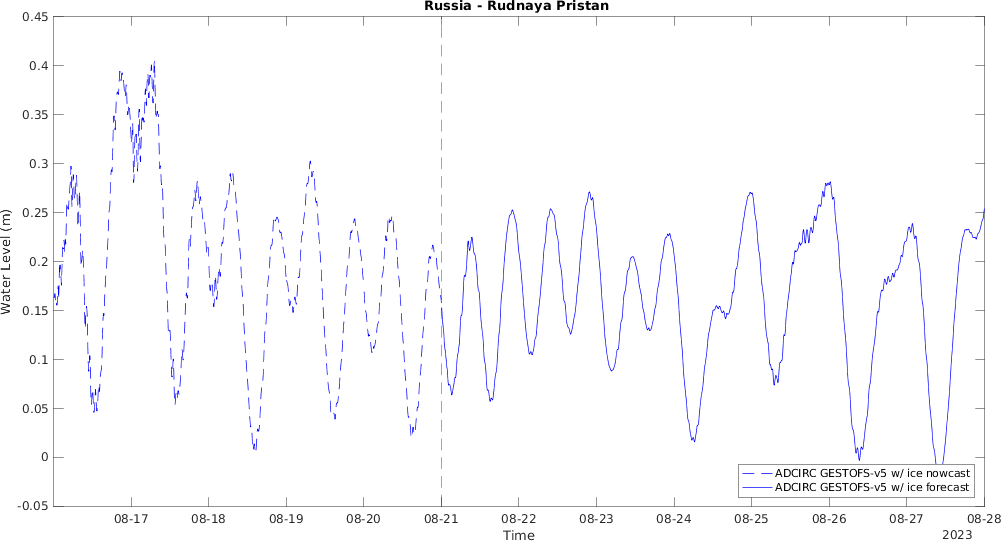 Russia - Rudnaya Pristan
0.45
0.4
0.35
0.3
0.25
0.2
0.15
0.1
0.05
0
-0.05
Water Level (m)
ADCIRC GESTOFS-v5 w/ ice nowcast
ADCIRC GESTOFS-v5 w/ ice forecast
08-17 08-18 08-19 08-20 08-21 08-22 08-23 08-24 08-25 08-26 08-27 08-28
Time
2023